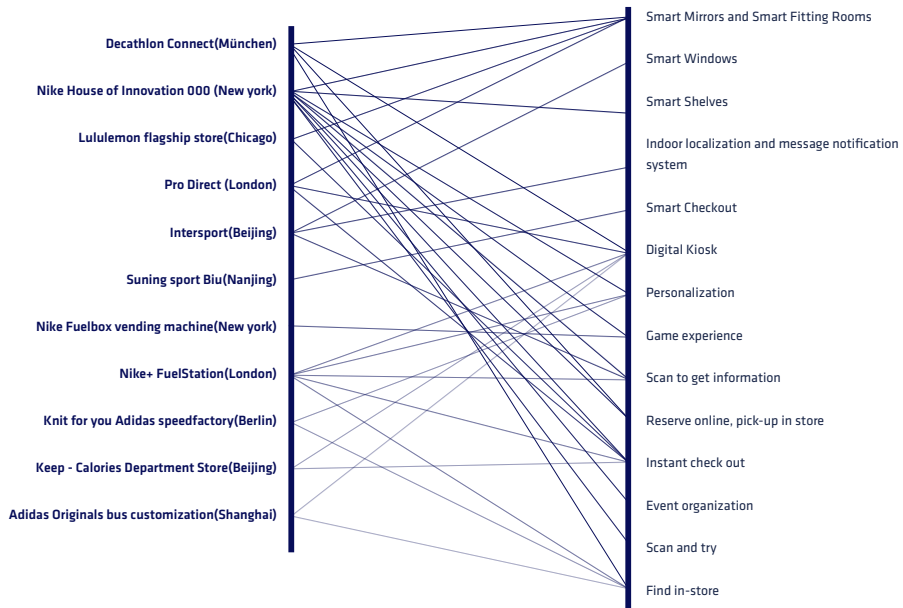 Decathlon Connect(München)
Nike House of Innovation 000 (New york)
Lululemon flagship store(Chicago)
Pro Direct (London)
Intersport(Beijing)
Suning sport Biu(Nanjing)
Nike Fuelbox vending machine(New york)
Nike+ FuelStation(London)
Knit for you Adidas speedfactory(Berlin)
Keep - Calories Department Store(Beijing)
Adidas Originals bus customization(Shanghai)
Smart Mirrors and Smart Fitting Rooms
Smart Windows
Smart Shelves
Indoor localization and message notification
system
Smart Checkout
Digital Kiosk
Personalization
Game experience
Scan to get information
Reserve online, pick-up in store
Instant check out
Event organization
Scan and try
Find in-store